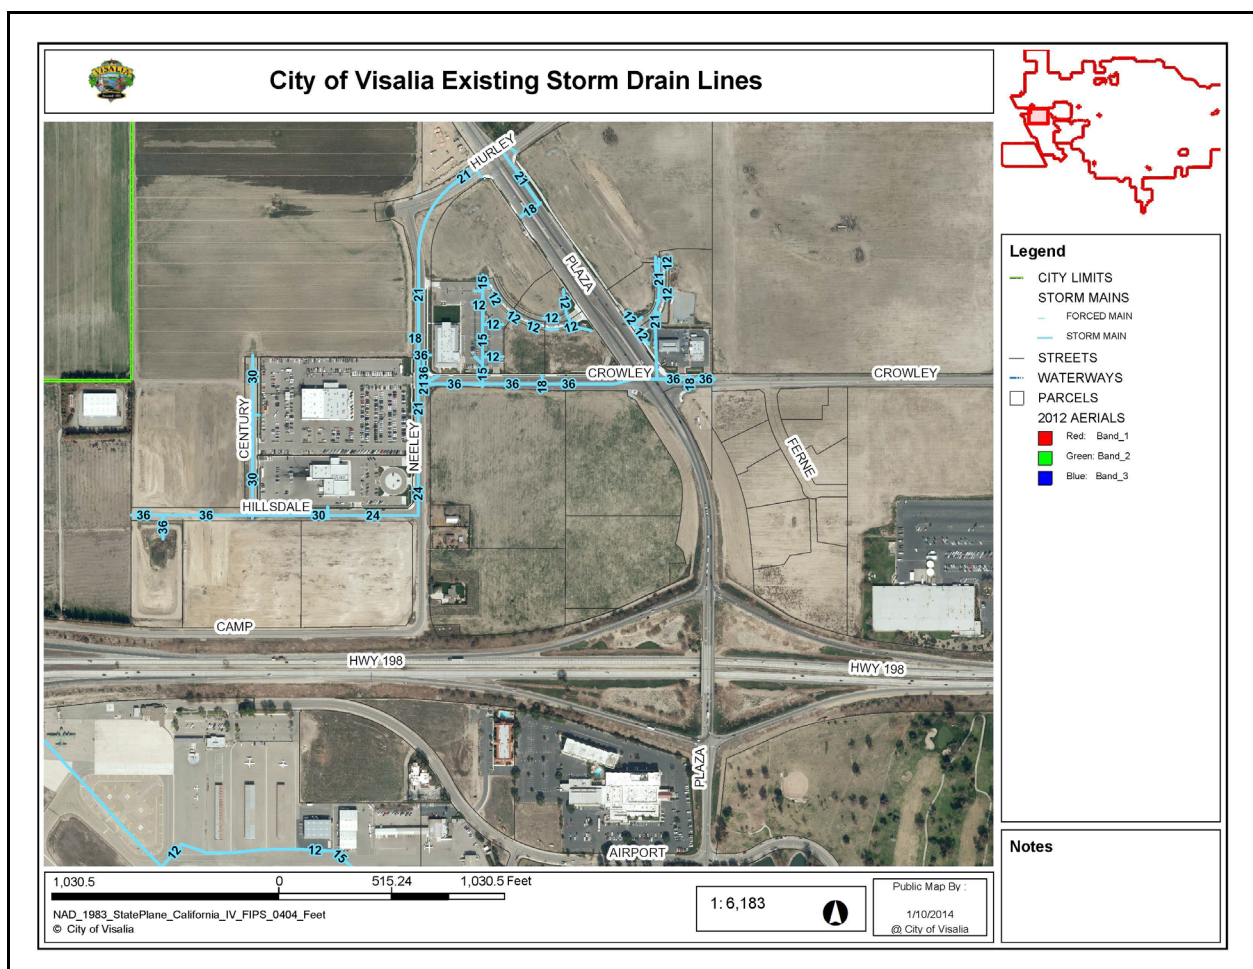 City of Visalia Existing Storm Drain Lines
VISALIA
HURLEY
21
21
18
PLAZA
12
21
12
15
12
21
12
12
12
12
12
12
12
12
21
12
15
18
36
12
36
15
CROWLEY
36
36
CROWLEY
21
36
18
36
18
30
21
CENTURY
NEELEY
FERNE
30
24
HILLSDALE
36
36
30
24
36
CAMP
HWY 198
HWY 198
PLAZA
12
12
15
AIRPORT
Legend
CITY LIMITS
STORM MAINS
FORCED MAIN
STORM MAIN
STREETS
WATERWAYS
PARCELS
2012 AERIALS
Red: Band_1
Green: Band_2
Blue: Band_3
Notes
1,030.5 0 515.24 1,030.5 Feet
NAD_1983_StatePlane_California_IV_FIPS_0404_Feet
© City of Visalia
1: 6,183
Public Map By :
1/10/2014
@ City of Visalia